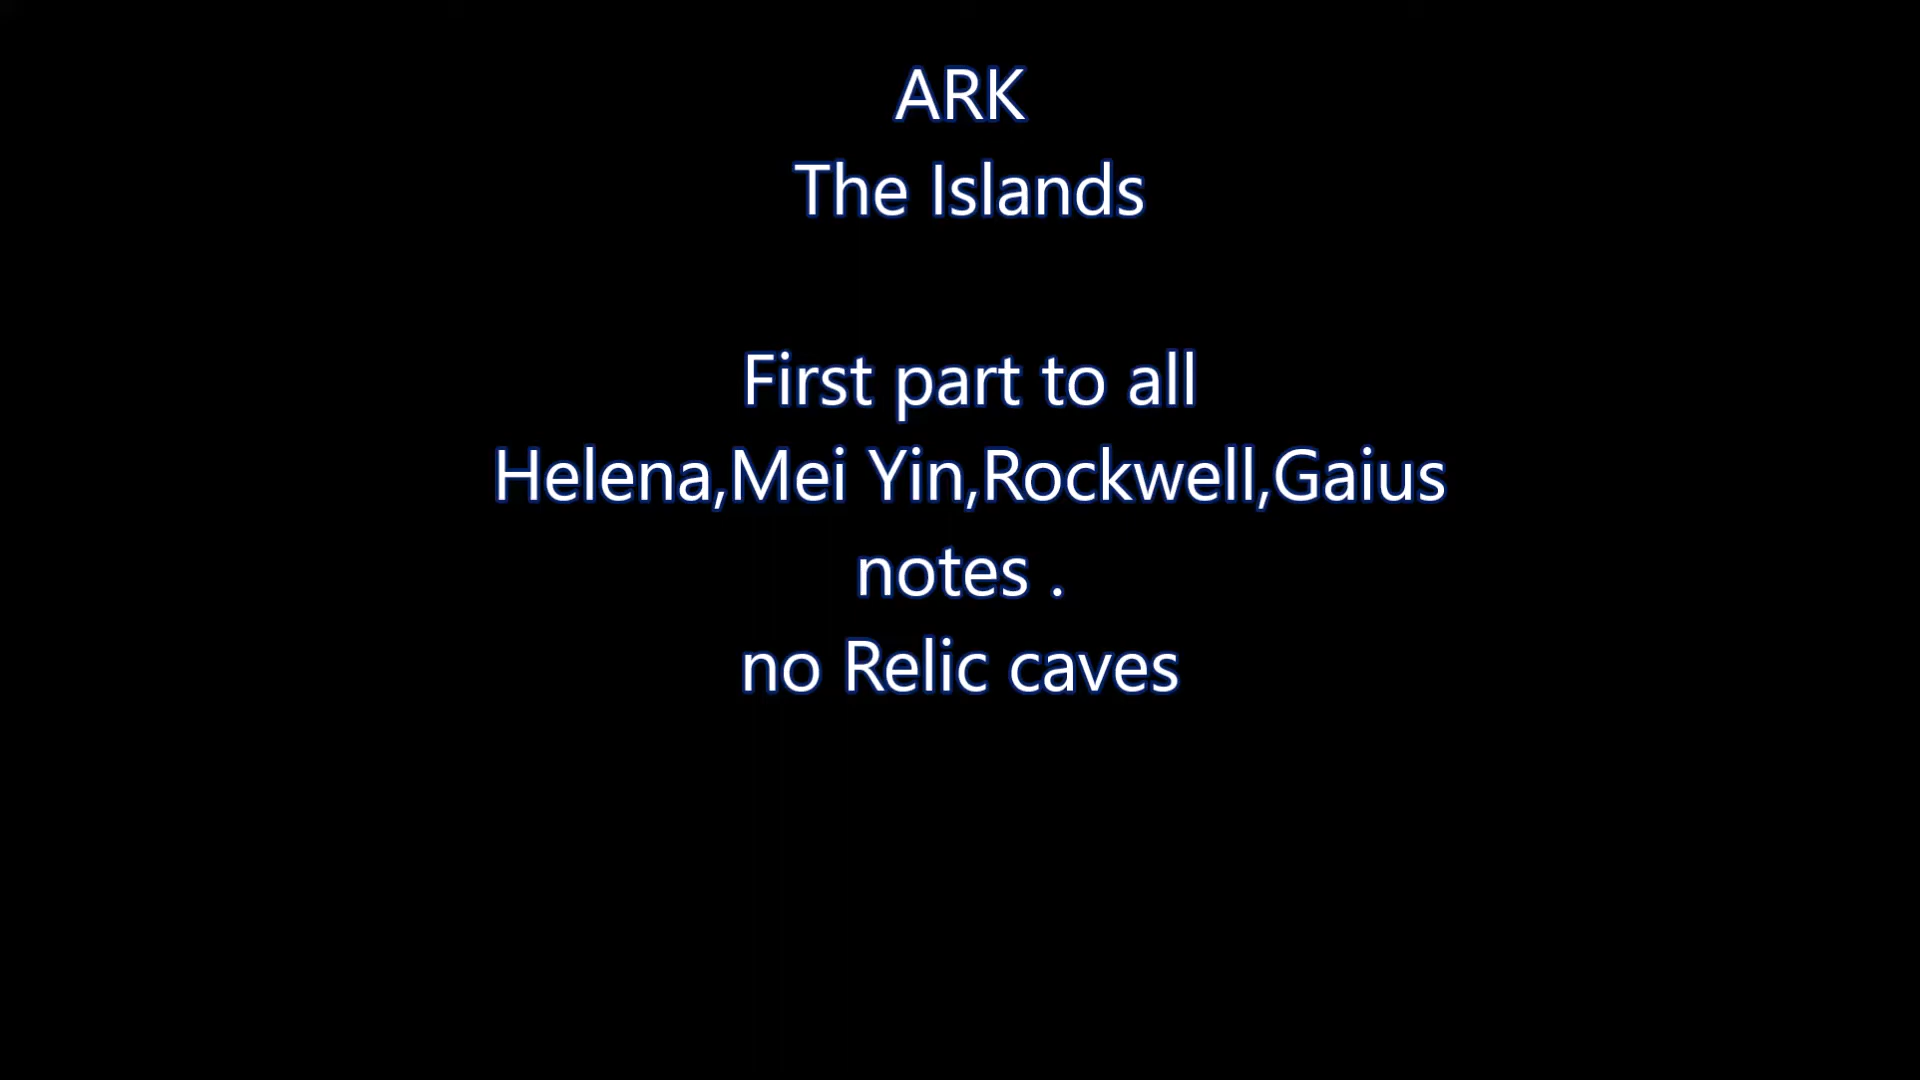 ARK
The Islands
First part to all
Helena,Mei Yin,Rockwell,Gaius
notes .
no Relic caves